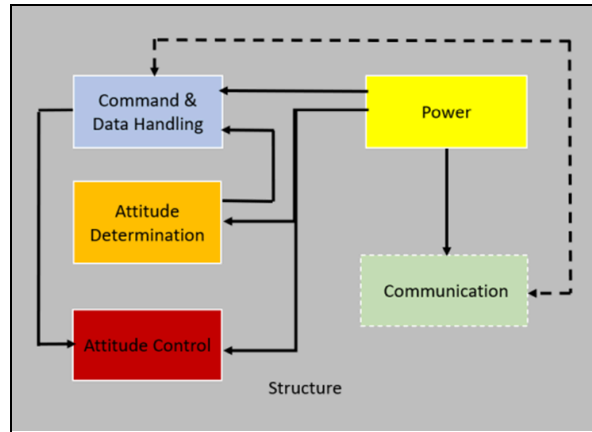 Command &
Data Handling
Power
Attitude
Determination
Communication
Attitude Control
Structure